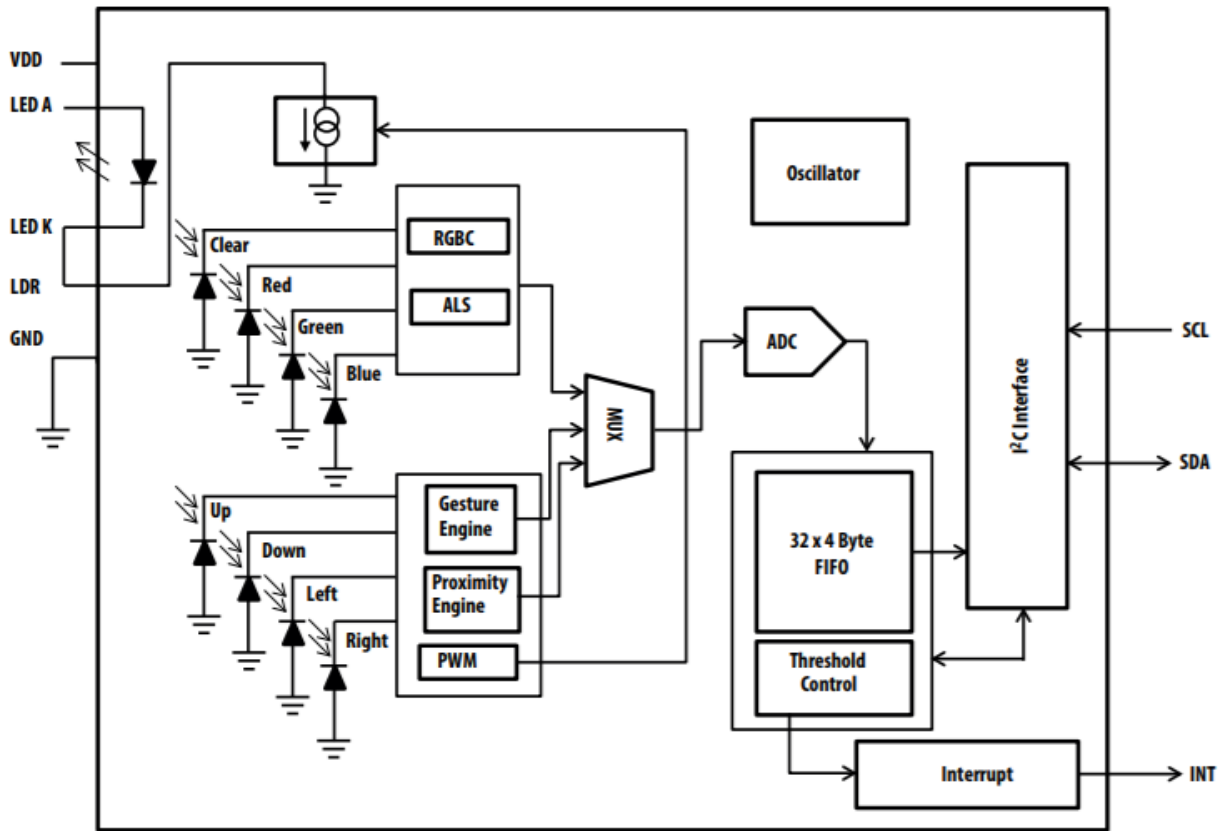 VDD
LED A
LED K
LDR
GND
Clear
Red
Green
Blue
RGBC
ALS
Up
Down
Left
Right
Gesture
Engine
Proximity
Engine
PWM
MUX
ADC
Oscillator
32 x 4 Byte
FIFO
Threshold
Control
I²C Interface
Interrupt
SCL
SDA
INT